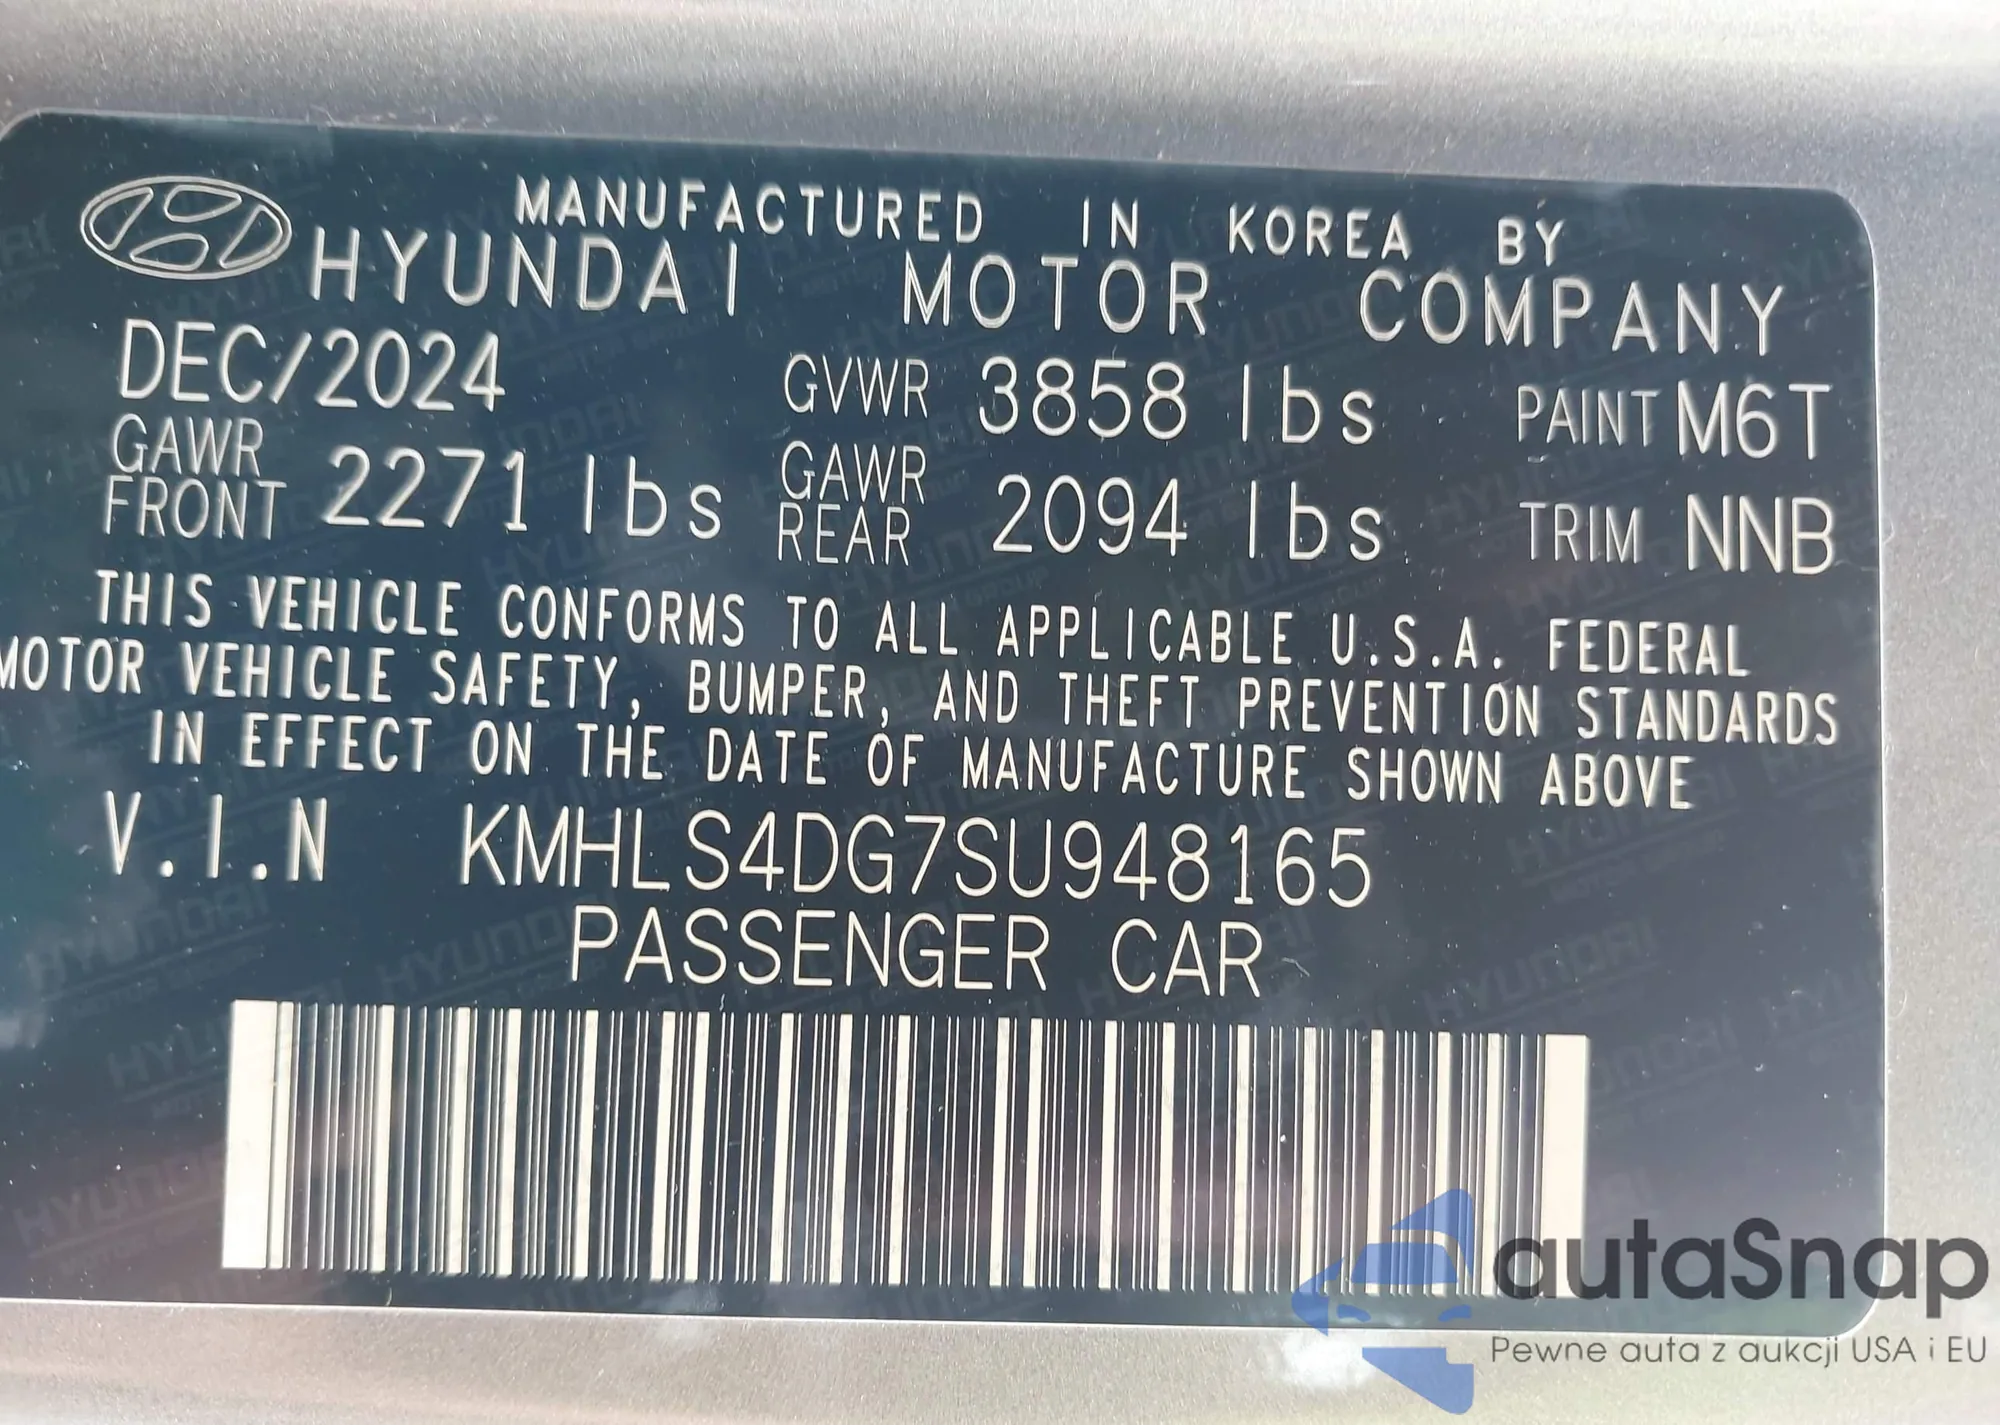 MANUFACTURED IN KOREA BY
HYUNDAI MOTOR COMPANY
DEC/2024 GVWR 3858 lbs PAINT M6T
GAWR FRONT 2271 lbs GAWR REAR 2094 lbs TRIM NNB
THIS VEHICLE CONFORMS TO ALL APPLICABLE U.S.A. FEDERAL
MOTOR VEHICLE SAFETY, BUMPER, AND THEFT PREVENTION STANDARDS
IN EFFECT ON THE DATE OF MANUFACTURE SHOWN ABOVE
V.I.N KMHLS4DG7SU948165
PASSENGER CAR
autaSnap
Pewne auta z aukcji USA i EU